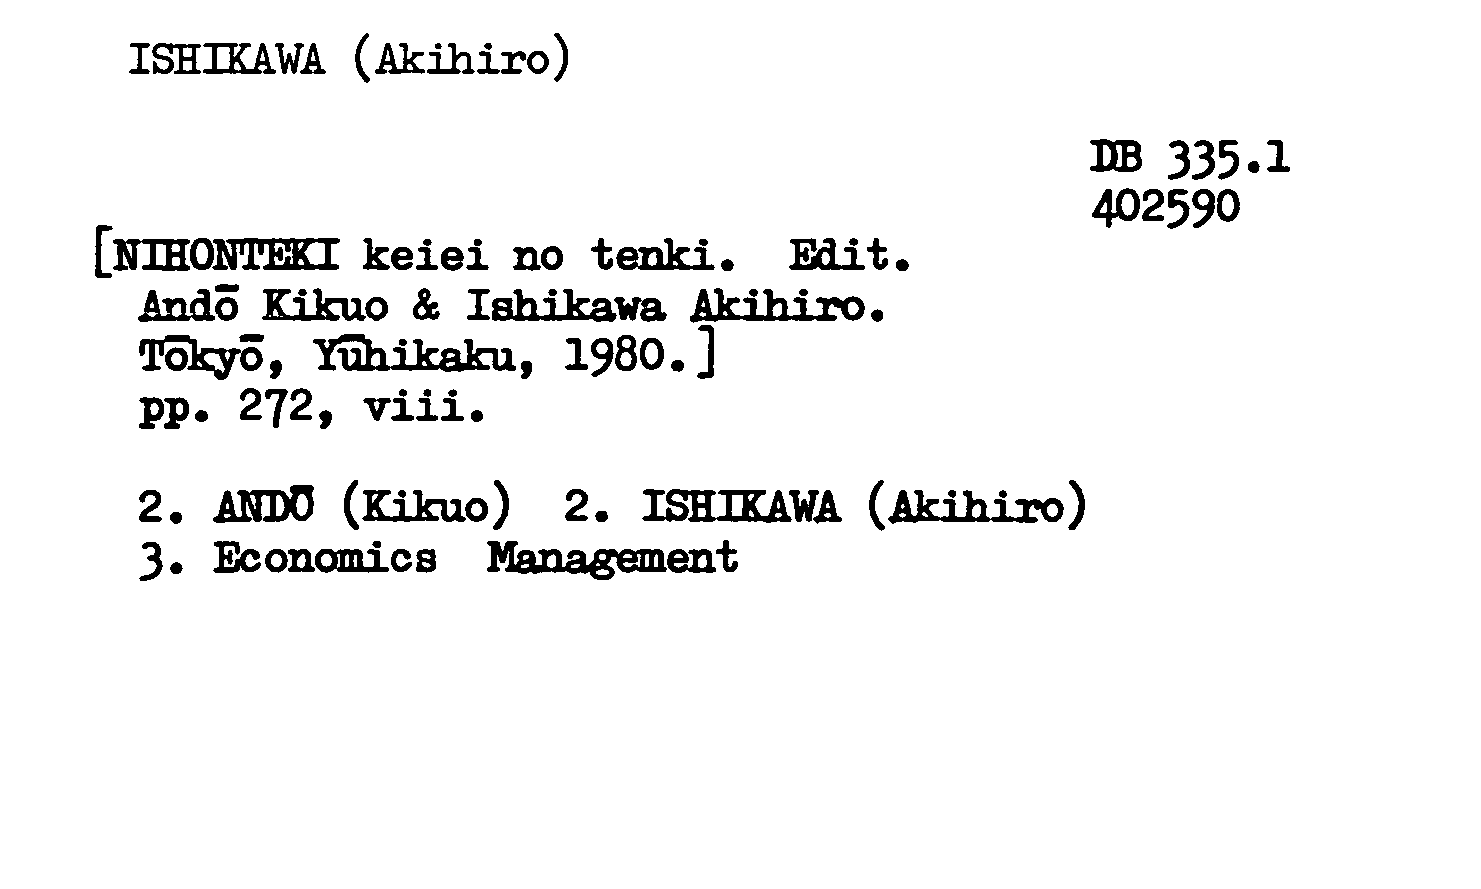 ISHIKAWA (Akihiro)
DB 335.1
402590
[NIHONTEKI keiei no tenki. Edit.
Andō Kikuo & Ishikawa Akihiro.
Tōkyō, Yūhikaku, 1980.]
pp. 272, viii.
2. ANDŌ (Kikuo) 2. ISHIKAWA (Akihiro)
3. Economics Management